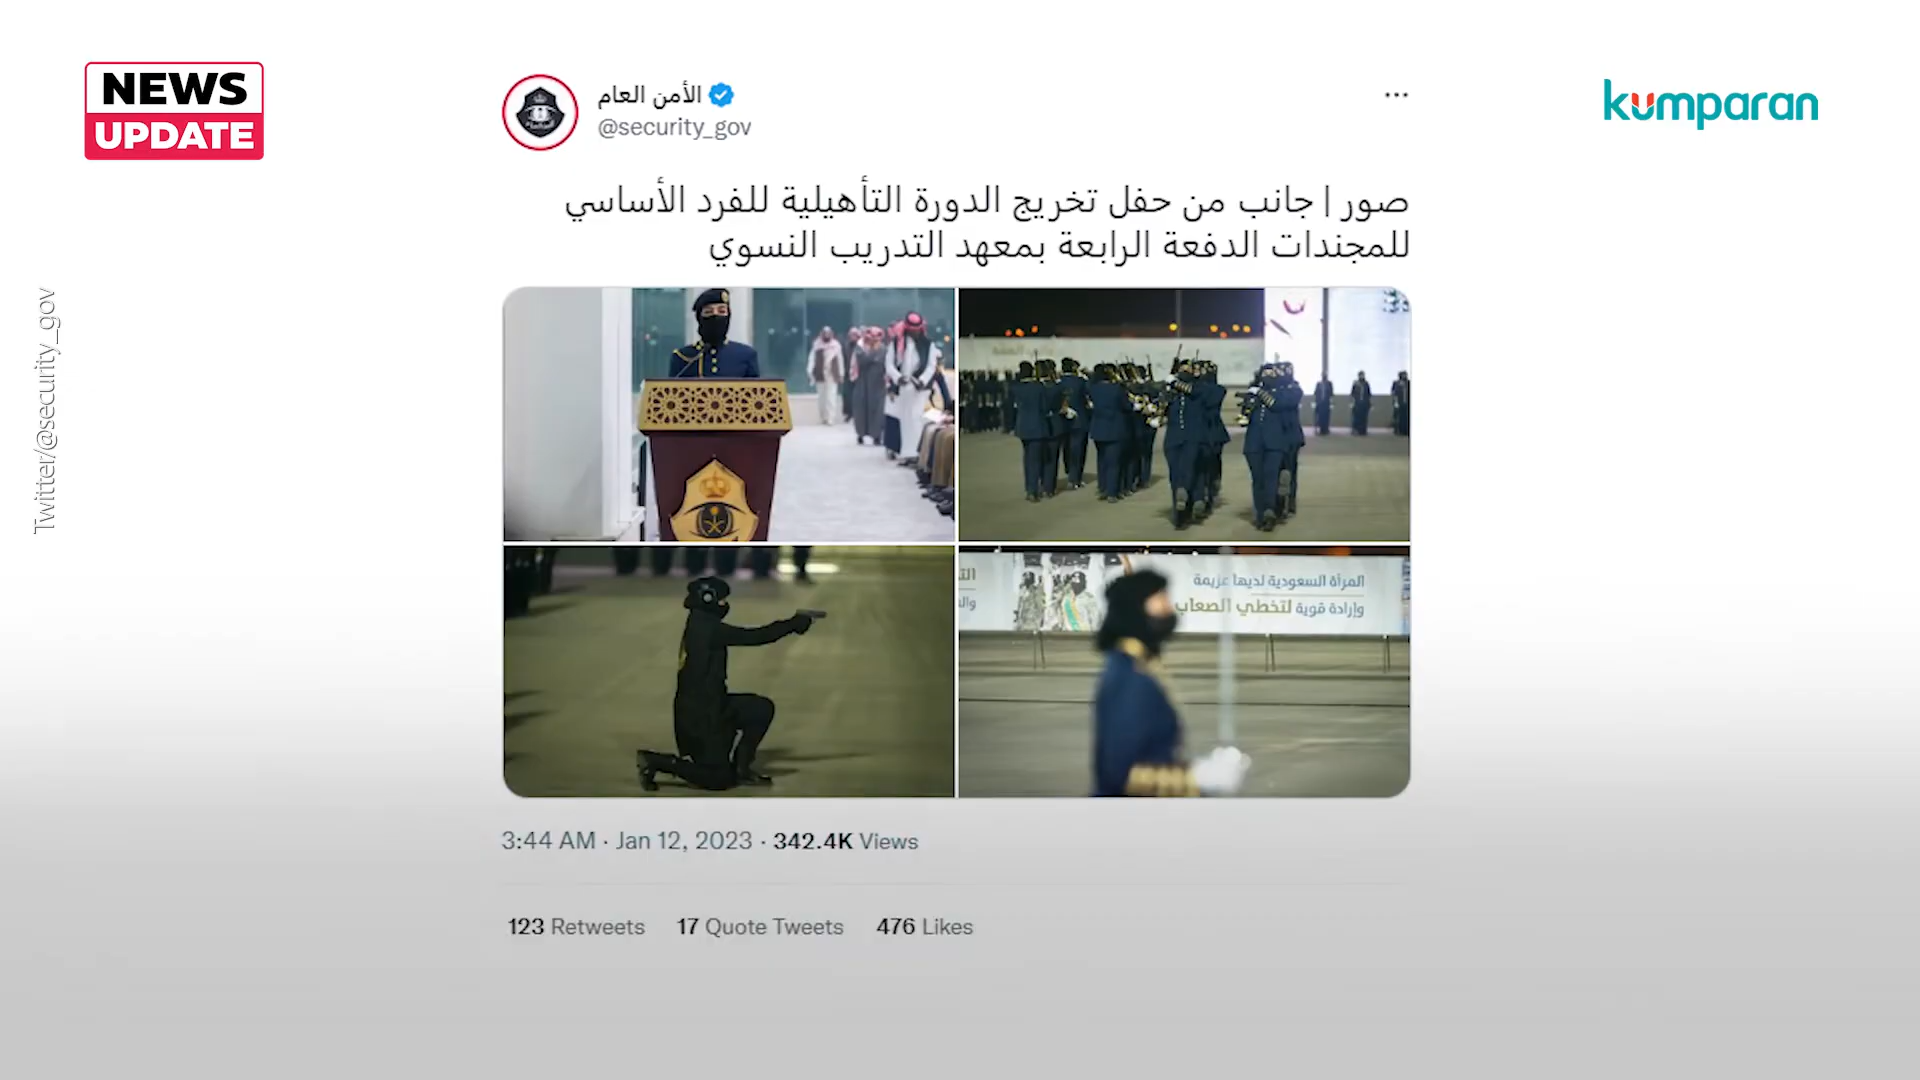 NEWS
UPDATE
kumparan
Twitter/@security_gov
الأمن العام
@security_gov
صور | جانب من حفل تخريج الدورة التأهيلية للفرد الأساسي
للمجندات الدفعة الرابعة بمعهد التدريب النسوي
المرأة السعودية لديها عزيمة
وإرادة قوية لتخطي الصعاب
3:44 AM · Jan 12, 2023 · 342.4K Views
123 Retweets 17 Quote Tweets 476 Likes